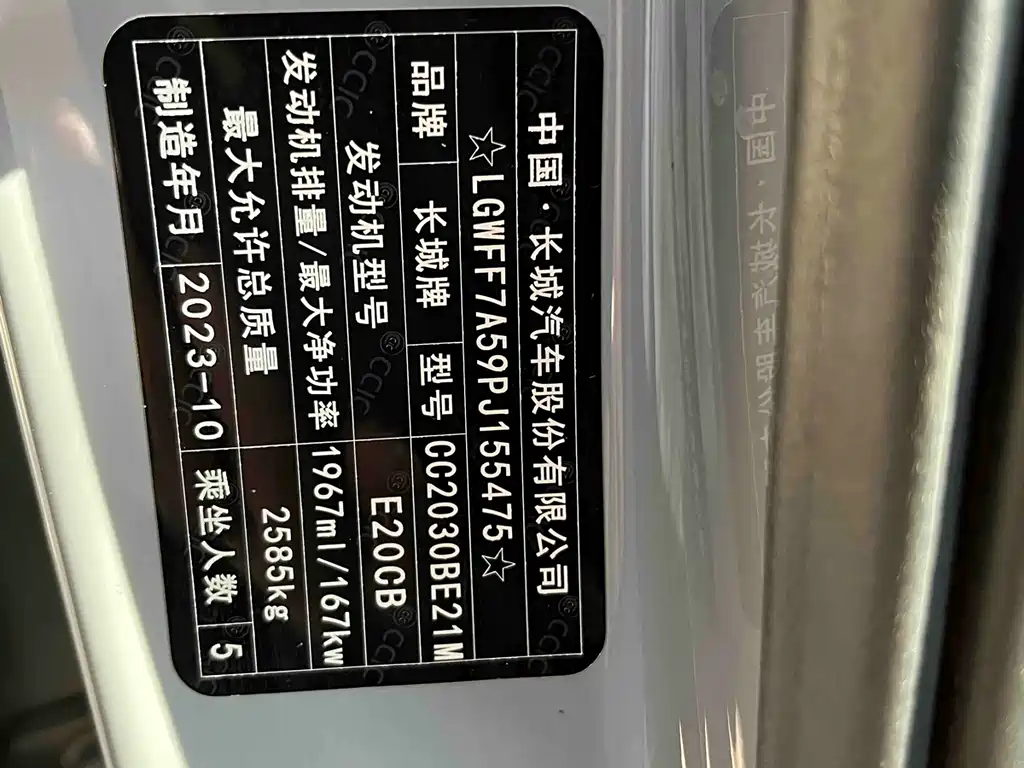 中国·长城汽车股份有限公司
☆LGWFF7A59PJ155475☆
品牌 长城牌 型号 CC2030BE21M
发动机型号 E20CB
发动机排量/最大净功率 1967ml/167kw
最大允许总质量 2585kg
制造年月 2023-10 乘坐人数 5